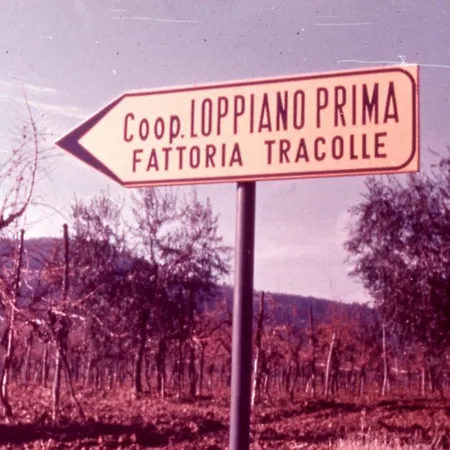 Coop. LOPPIANO PRIMA
FATTORIA TRACOLLE